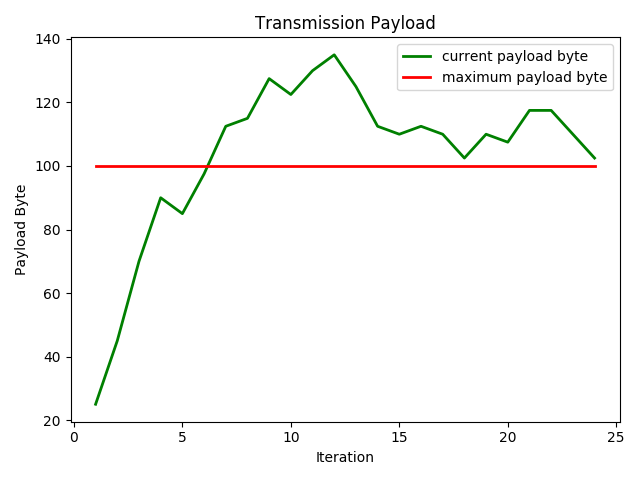 Transmission Payload
current payload byte
maximum payload byte
Payload Byte
140
120
100
80
60
40
20
0 5 10 15 20 25
Iteration